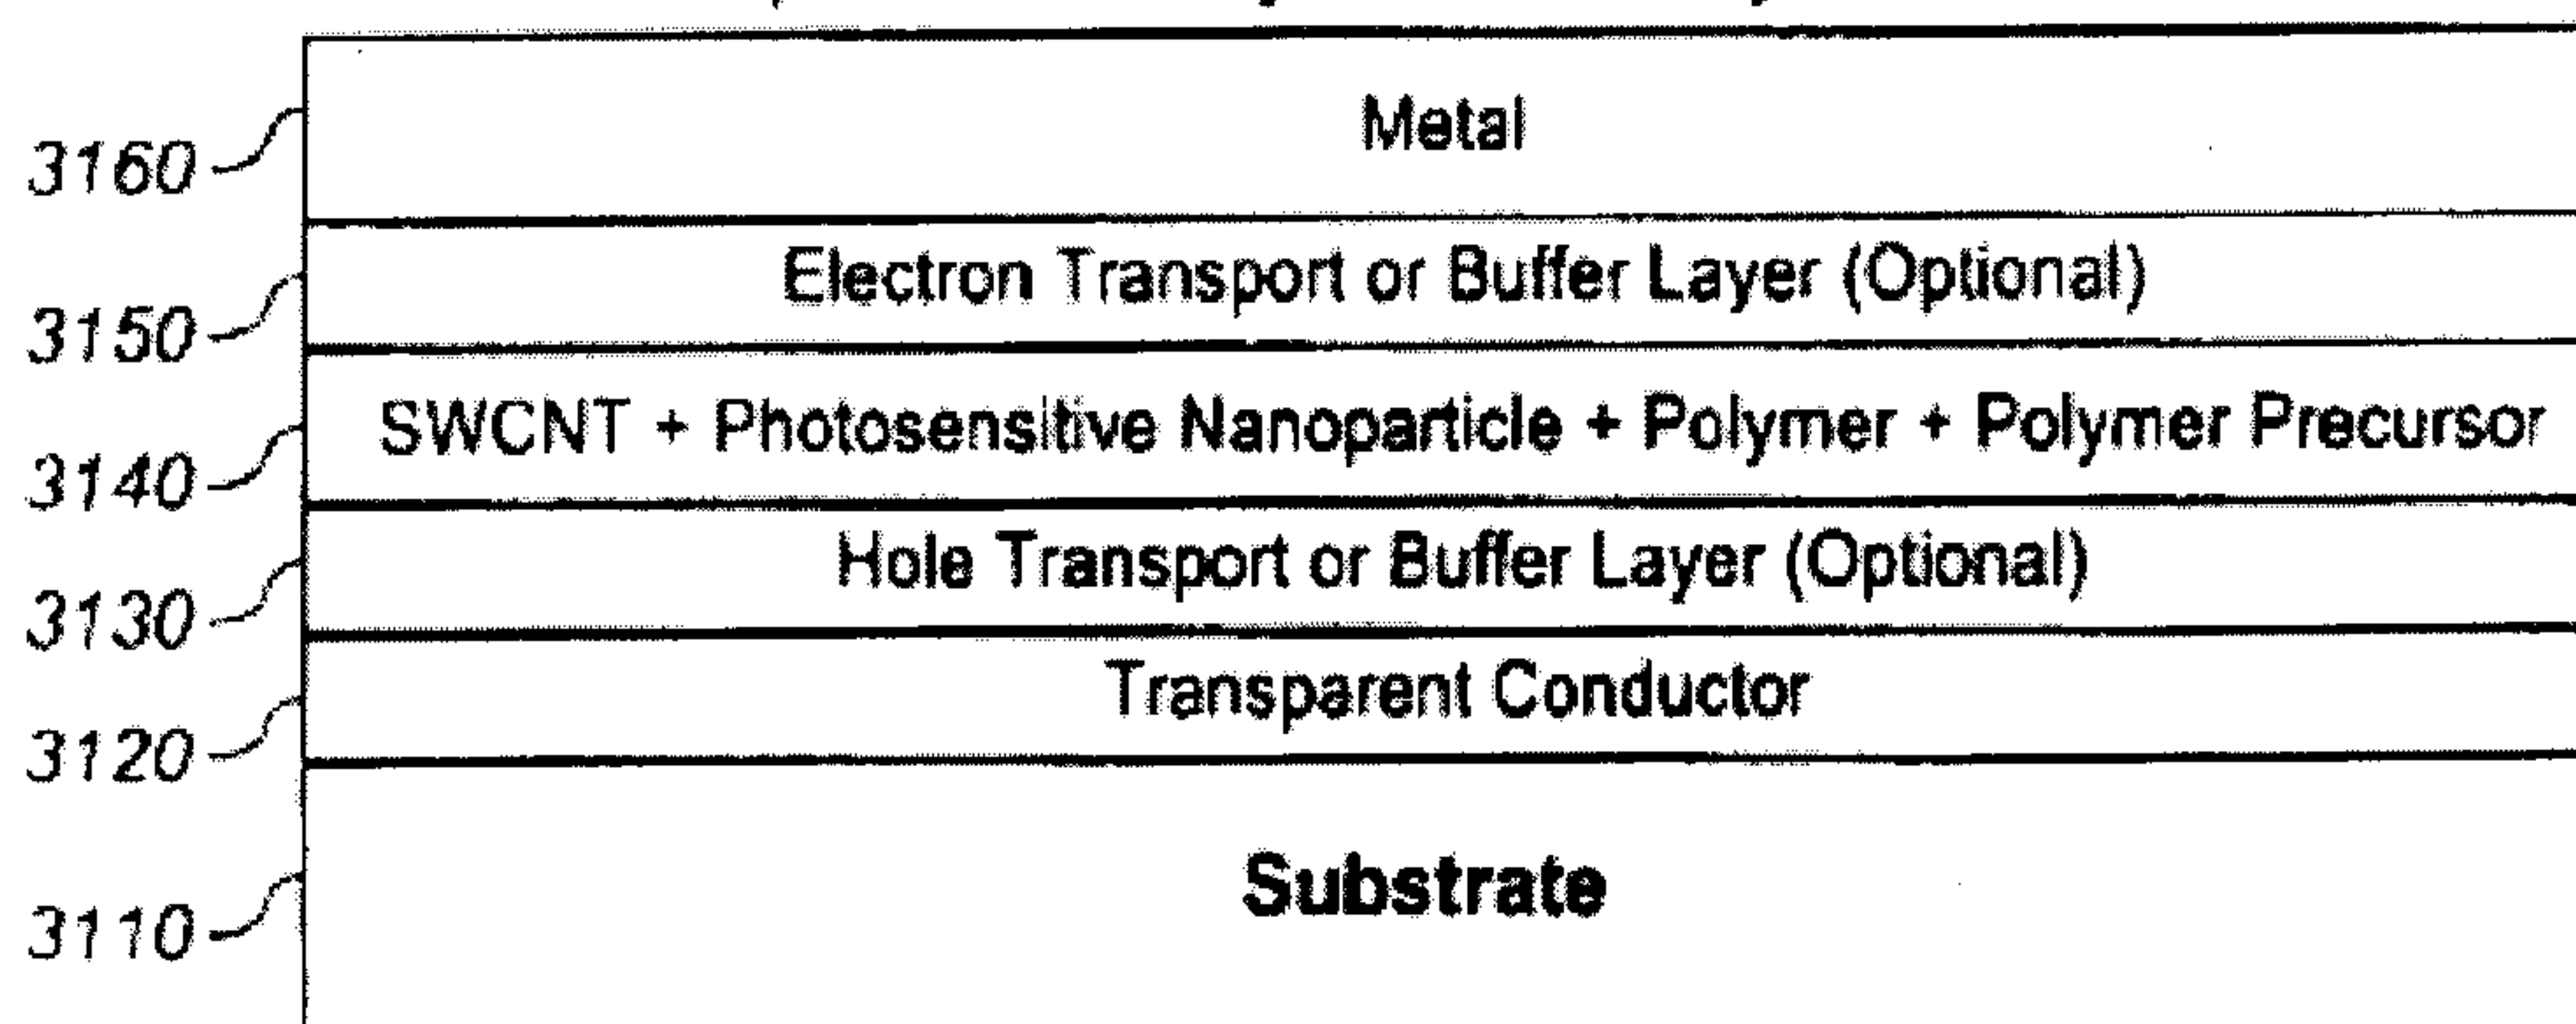 3160 Metal
3150 Electron Transport or Buffer Layer (Optional)
3140 SWCNT + Photosensitive Nanoparticle + Polymer + Polymer Precursor
3130 Hole Transport or Buffer Layer (Optional)
3120 Transparent Conductor
3110 Substrate